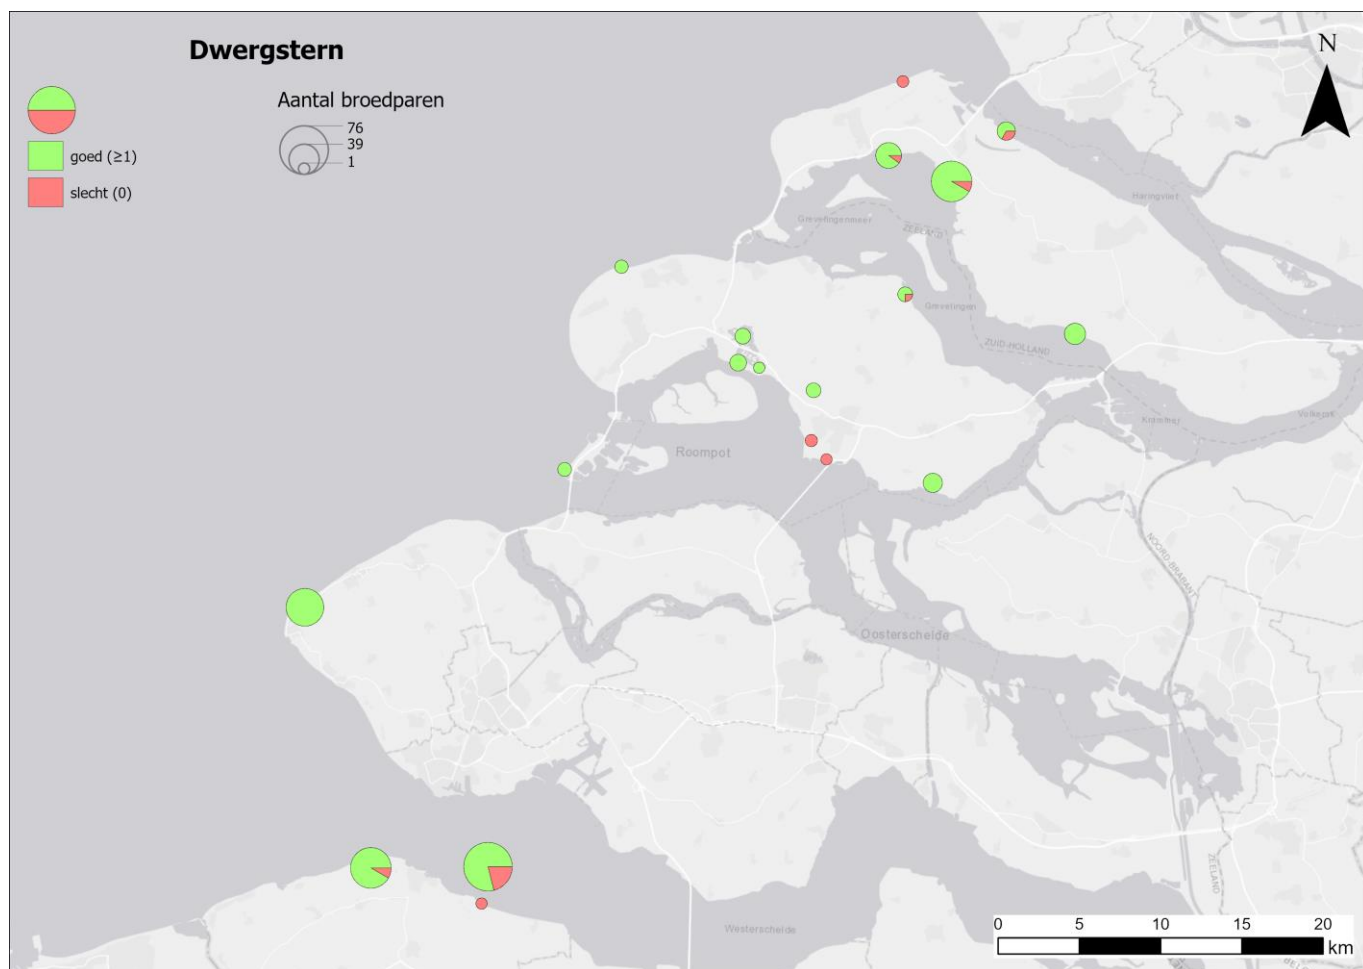 Dwergstern
N
Aantal broedparen
76
39
1
goed (≥1)
slecht (0)
Haringvliet
Grevelingenmeer
ZEELAND
Grevelingen
ZUID-HOLLAND
Volkerak
Krammer
Roompot
NOORD-BRABANT
Oosterschelde
ZEELAND
Westerschelde
0 5 10 15 20
km